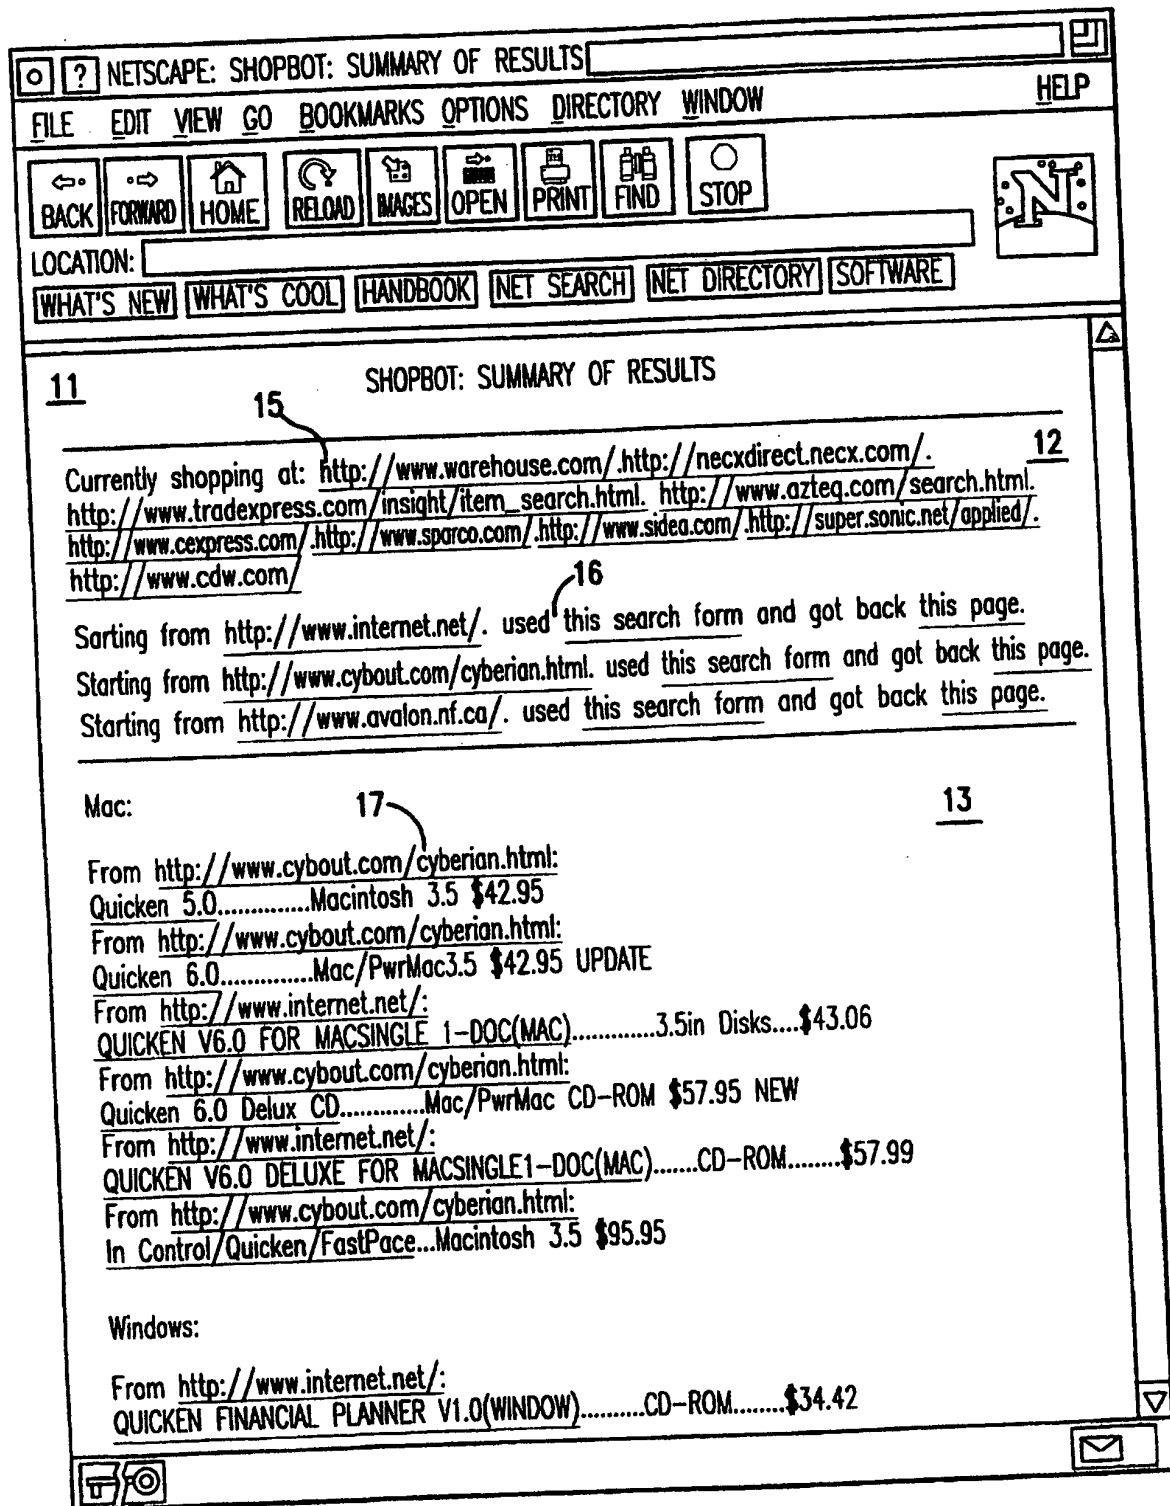 ? NETSCAPE: SHOPBOT: SUMMARY OF RESULTS
FILE EDIT VIEW GO BOOKMARKS OPTIONS DIRECTORY WINDOW HELP
BACK FORWARD HOME RELOAD IMAGES OPEN PRINT FIND STOP N
LOCATION:
WHAT'S NEW WHAT'S COOL HANDBOOK NET SEARCH NET DIRECTORY SOFTWARE
11 SHOPBOT: SUMMARY OF RESULTS
15
12
Currently shopping at: http://www.warehouse.com/.http://necxdirect.necx.com/.
http://www.tradexpress.com/insight/item_search.html. http://www.azteq.com/search.html.
http://www.cexpress.com/.http://www.sparco.com/.http://www.sidea.com/.http://super.sonic.net/applied/.
http://www.cdw.com/
16
Sarting from http://www.internet.net/. used this search form and got back this page.
Starting from http://www.cybout.com/cyberian.html. used this search form and got back this page.
Starting from http://www.avalon.nf.ca/. used this search form and got back this page.
Mac: 17 13
From http://www.cybout.com/cyberian.html:
Quicken 5.0..............Macintosh 3.5 $42.95
From http://www.cybout.com/cyberian.html:
Quicken 6.0..............Mac/PwrMac3.5 $42.95 UPDATE
From http://www.internet.net/:
QUICKEN V6.0 FOR MACSINGLE 1-DOC(MAC).............3.5in Disks....$43.06
From http://www.cybout.com/cyberian.html:
Quicken 6.0 Delux CD.............Mac/PwrMac CD-ROM $57.95 NEW
From http://www.internet.net/:
QUICKEN V6.0 DELUXE FOR MACSINGLE1-DOC(MAC).......CD-ROM........$57.99
From http://www.cybout.com/cyberian.html:
In Control/Quicken/FastPace...Macintosh 3.5 $95.95
Windows:
From http://www.internet.net/:
QUICKEN FINANCIAL PLANNER V1.0(WINDOW)..........CD-ROM........$34.42